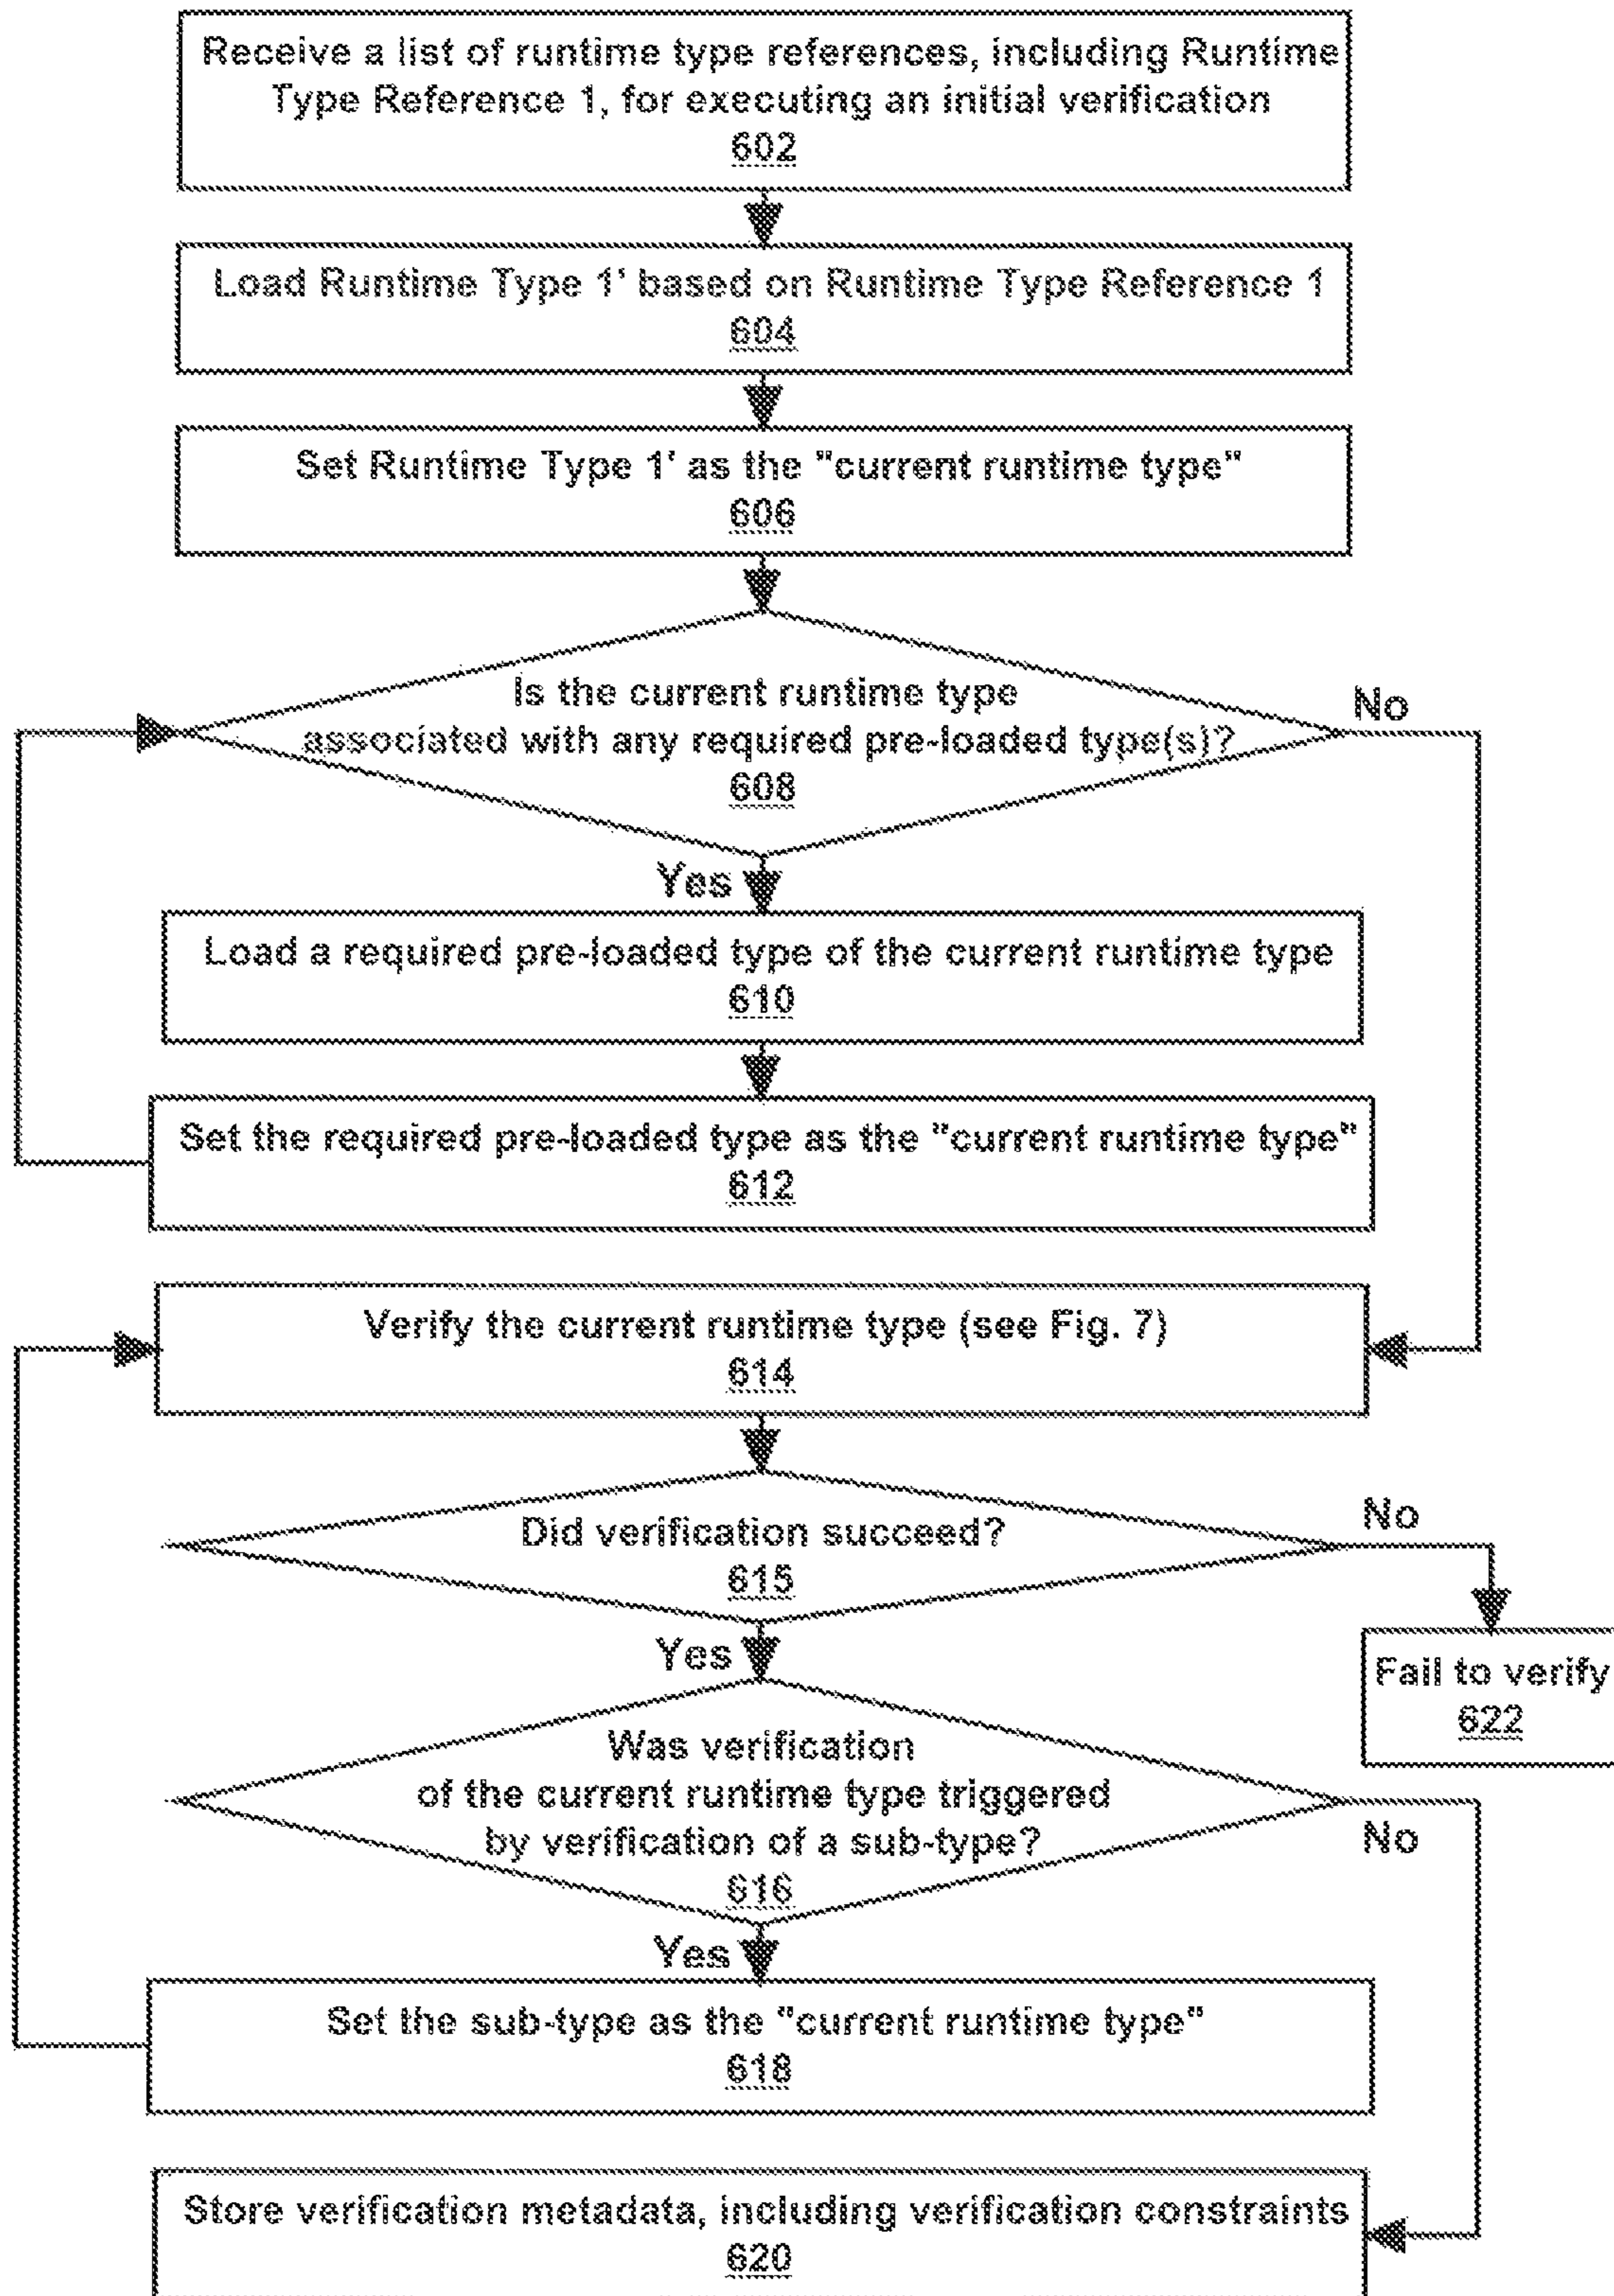 Receive a list of runtime type references, including Runtime
Type Reference 1, for executing an initial verification
602
Load Runtime Type 1' based on Runtime Type Reference 1
604
Set Runtime Type 1' as the "current runtime type"
606
Is the current runtime type
associated with any required pre-loaded type(s)?
608
No
Yes
Load a required pre-loaded type of the current runtime type
610
Set the required pre-loaded type as the "current runtime type"
612
Verify the current runtime type (see Fig. 7)
614
Did verification succeed?
615
No
Yes
Fail to verify
622
Was verification
of the current runtime type triggered
by verification of a sub-type?
616
No
Yes
Set the sub-type as the "current runtime type"
618
Store verification metadata, including verification constraints
620